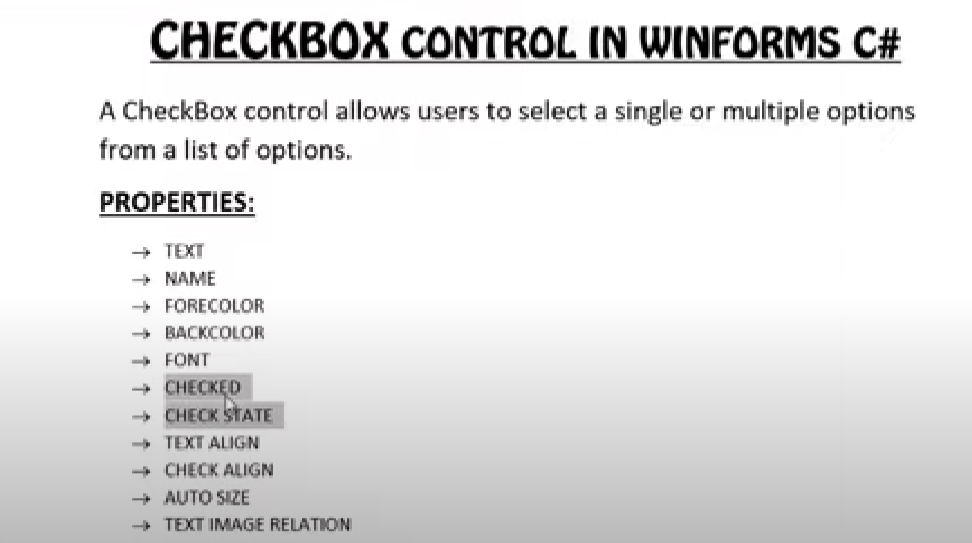 CHECKBOX CONTROL IN WINFORMS C#
A CheckBox control allows users to select a single or multiple options
from a list of options.
PROPERTIES:
→ TEXT
→ NAME
→ FORECOLOR
→ BACKCOLOR
→ FONT
→ CHECKED
→ CHECK STATE
→ TEXT ALIGN
→ CHECK ALIGN
→ AUTO SIZE
→ TEXT IMAGE RELATION